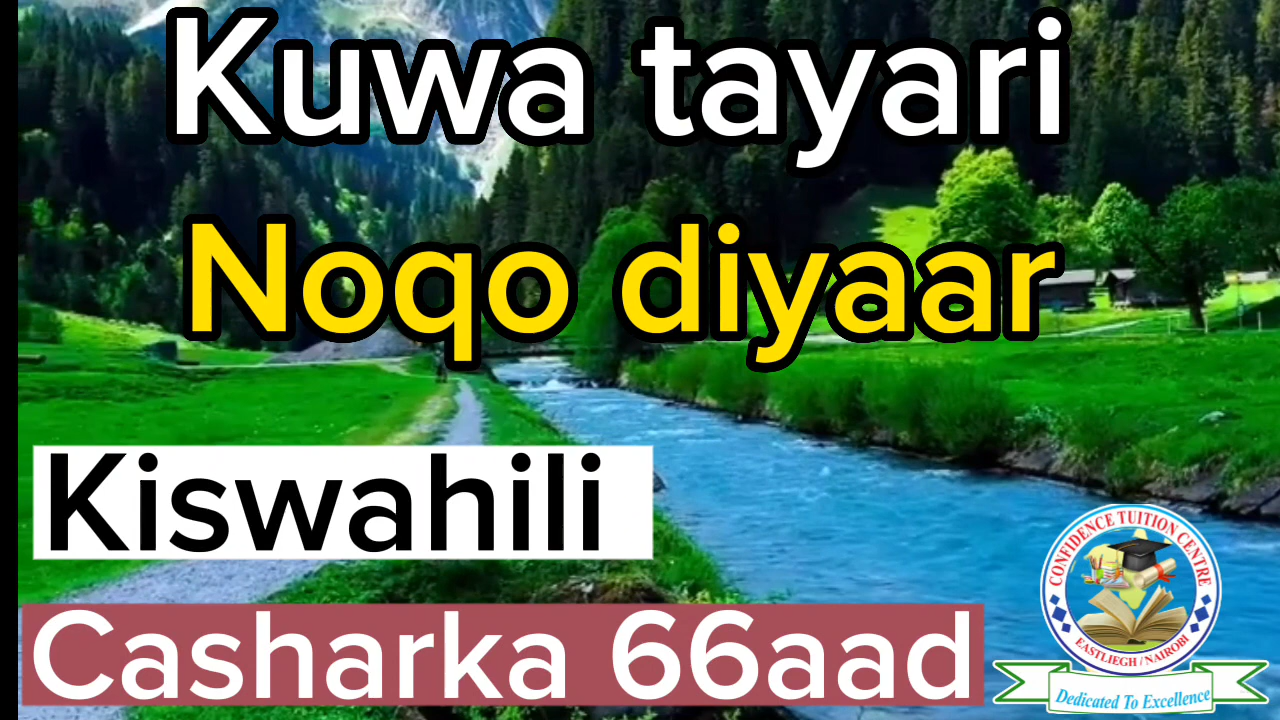 Kuwa tayari
Noqo diyaar
Kiswahili
Casharka 66aad
CONFIDENCE TUITION CENTRE
EASTLIEGH / NAIROBI
Dedicated To Excellence